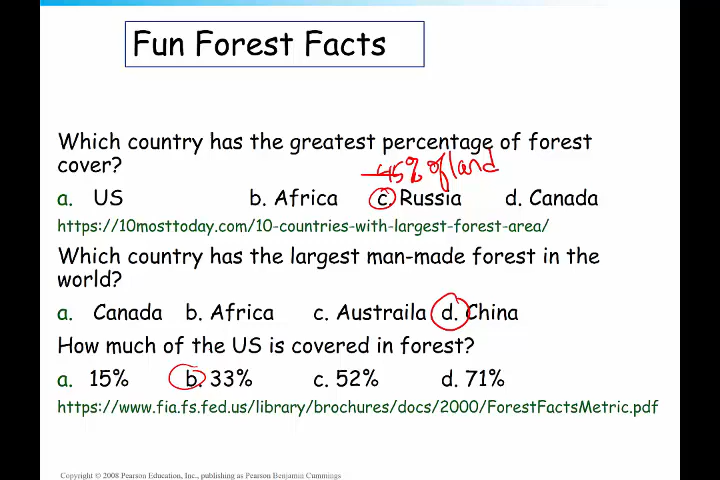 Fun Forest Facts
Which country has the greatest percentage of forest
cover?
45% of land
a. US b. Africa c. Russia d. Canada
https://10mosttoday.com/10-countries-with-largest-forest-area/
Which country has the largest man-made forest in the
world?
a. Canada b. Africa c. Austraila d. China
How much of the US is covered in forest?
a. 15% b. 33% c. 52% d. 71%
https://www.fia.fs.fed.us/library/brochures/docs/2000/ForestFactsMetric.pdf
Copyright © 2008 Pearson Education, Inc., publishing as Pearson Benjamin Cummings